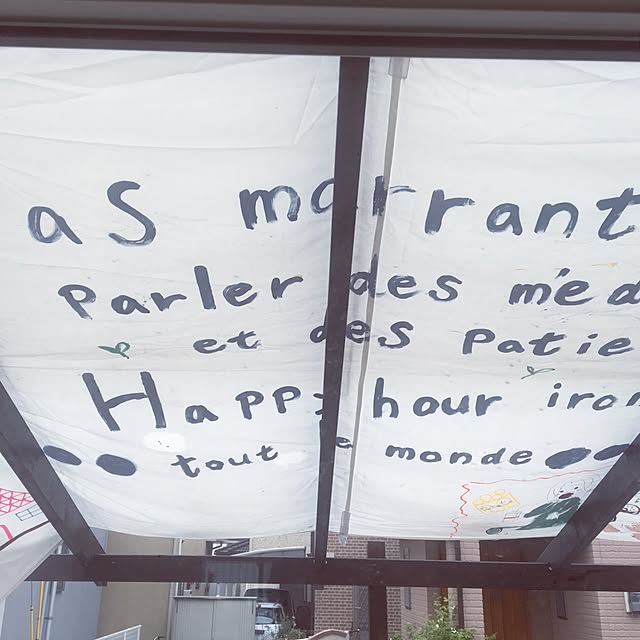 as marrant
Parler des méd
et des Patie
Happy hour iron
tout le monde